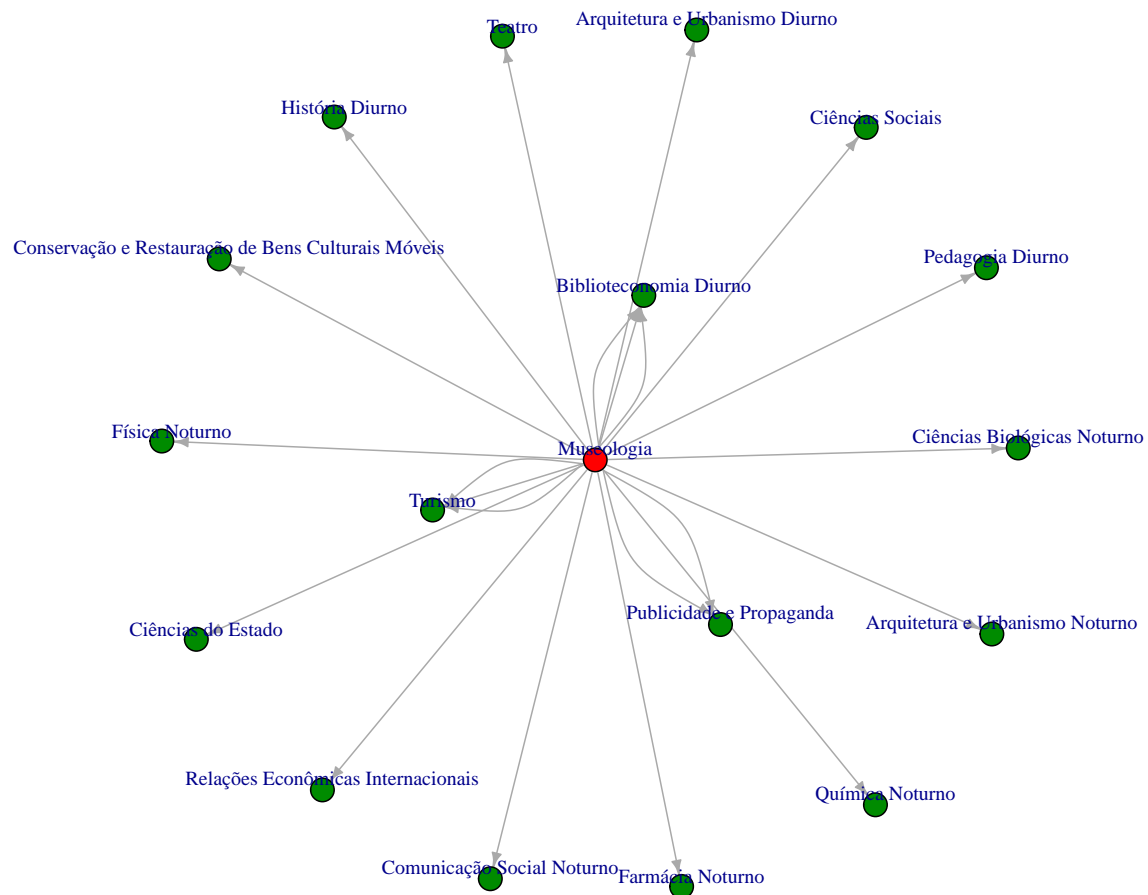 Arquitetura e Urbanismo Diurno
Teatro
História Diurno
Ciências Sociais
Conservação e Restauração de Bens Culturais Móveis
Pedagogia Diurno
Biblioteconomia Diurno
Física Noturno
Museologia
Ciências Biológicas Noturno
Turismo
Ciências do Estado
Publicidade e Propaganda
Arquitetura e Urbanismo Noturno
Relações Econômicas Internacionais
Química Noturno
Comunicação Social Noturno
Farmácia Noturno